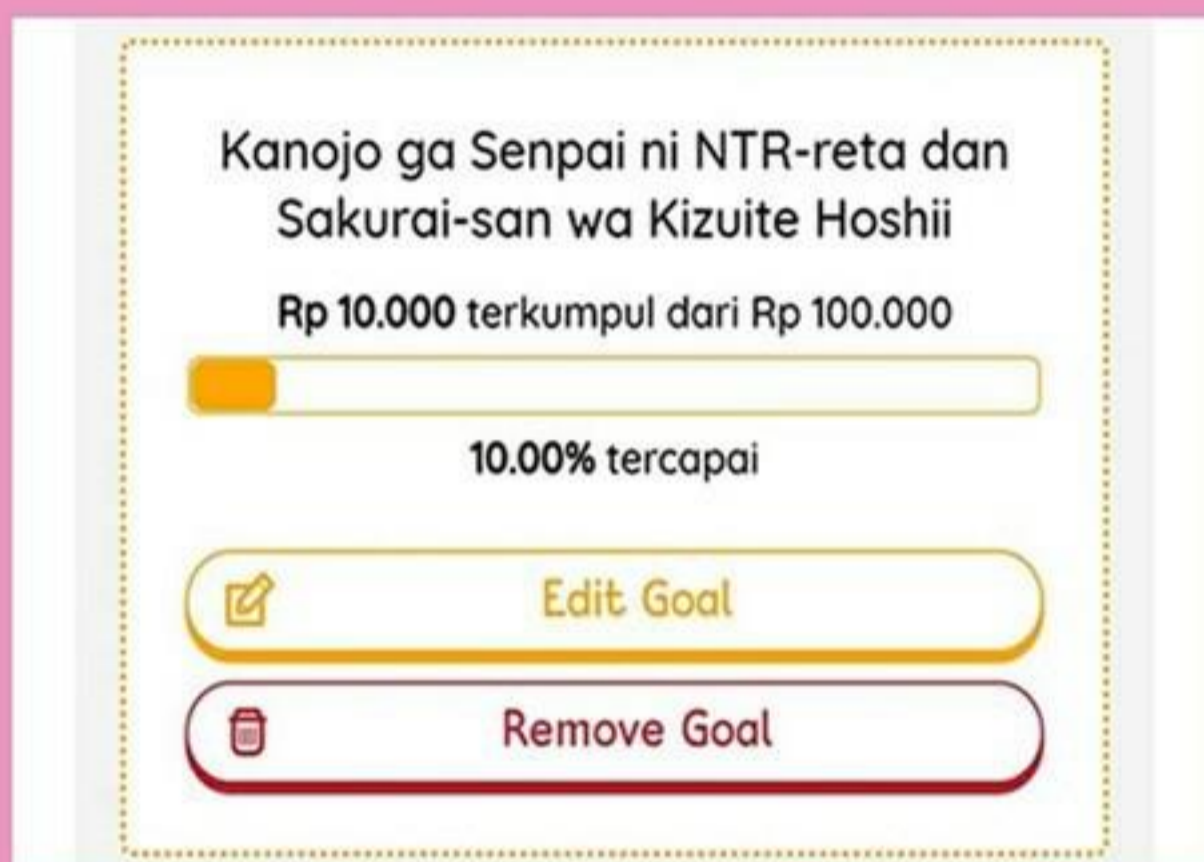 Kanojo ga Senpai ni NTR-reta dan
Sakurai-san wa Kizuite Hoshii
Rp 10.000 terkumpul dari Rp 100.000
10.00% tercapai
Edit Goal
Remove Goal